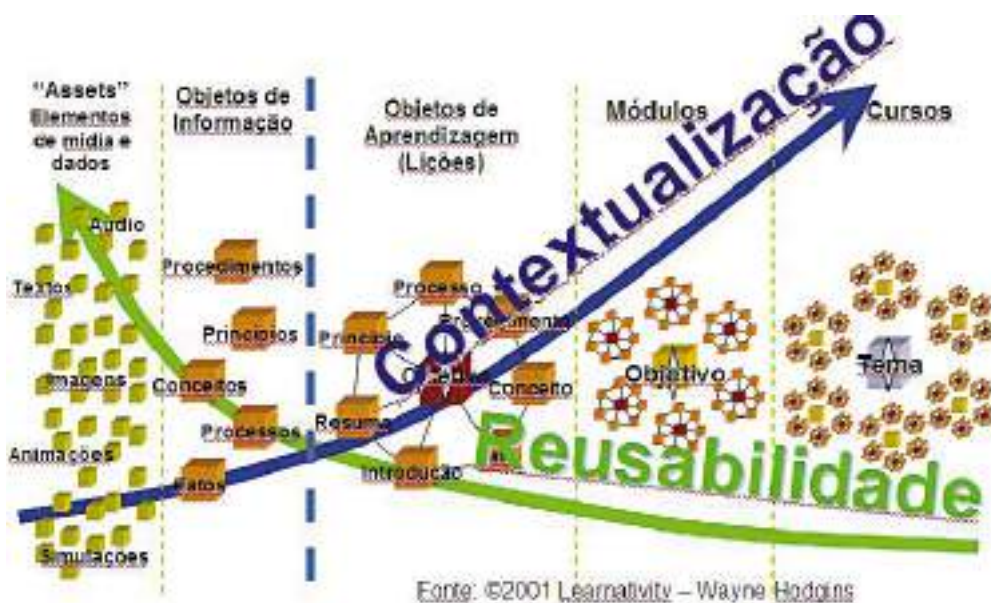 “Assets”
Elementos
de mídia e
dados
Objetos de
Informação
Objetos de
Aprendizagem
(Lições)
Módulos
Cursos
Contextualização
Audio
Textos
Imagens
Animações
Simulações
Procedimentos
Princípios
Conceitos
Processos
Fatos
Processo
Princípio
Conceito
Resumo
Introdução
Objetivo
Tema
Reusabilidade
Fonte: ©2001 Learnativity – Wayne Hodgins